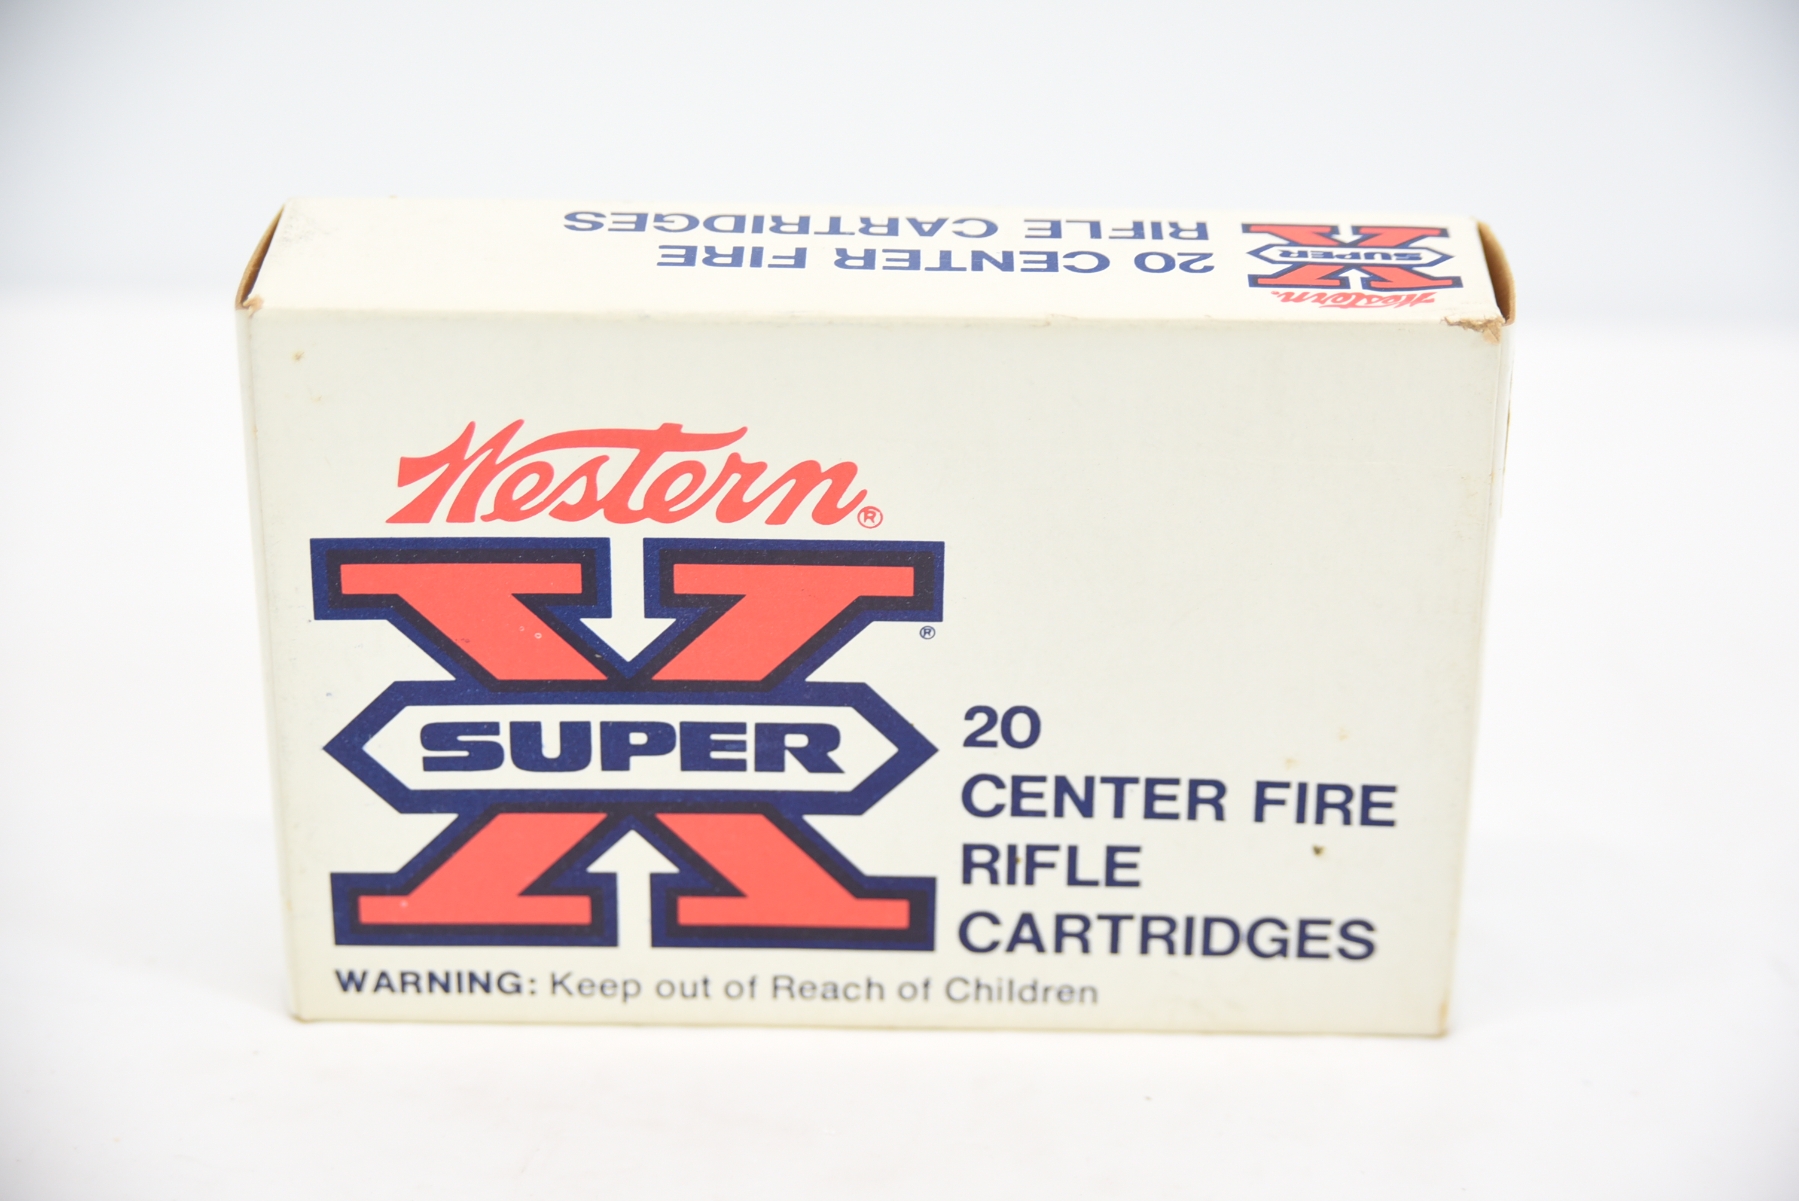 20 CENTER FIRE
RIFLE CARTRIDGES
Western
SUPER
X
Western®
X
SUPER
®
20
CENTER FIRE
RIFLE
CARTRIDGES
WARNING: Keep out of Reach of Children